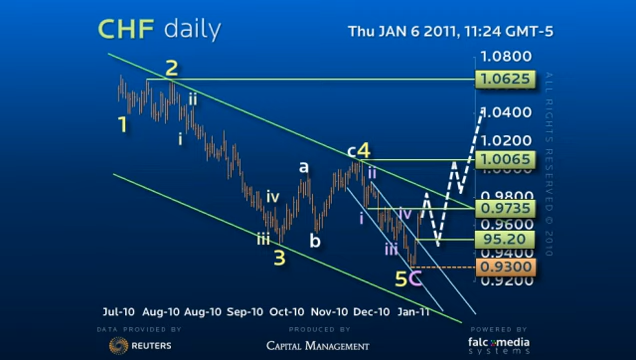 CHF daily
Thu JAN 6 2011, 11:24 GMT-5
1.0800
1.0625
1.0400
1.0200
1.0065
0.9800
0.9735
0.9600
95.20
0.9400
0.9300
0.9200
ALL RIGHTS RESERVED © 2010
1
2
i
ii
iii
iv
3
a
b
c4
i
ii
iii
iv
5C
Jul-10 Aug-10 Aug-10 Sep-10 Oct-10 Nov-10 Dec-10 Jan-11
DATA PROVIDED BY
REUTERS
PRODUCED BY
CAPITAL MANAGEMENT
POWERED BY
falc media
systems